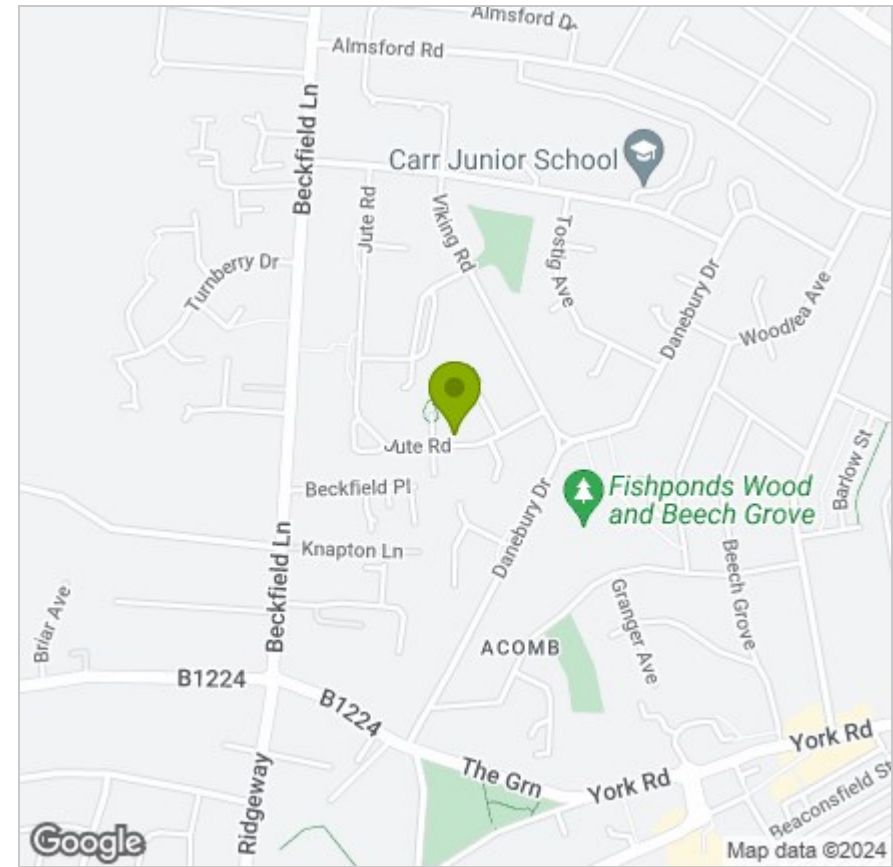 Almsford Dr
Almsford Rd
Beckfield Ln
Carr Junior School
Jute Rd
Viking Rd
Tostig Ave
Turnberry Dr
Danebury Dr
Woodlea Ave
Jute Rd
Barlow St
Beckfield Pl
Fishponds Wood
and Beech Grove
Danebury Dr
Knapton Ln
Beckfield Ln
Beech Grove
Granger Ave
Briar Ave
ACOMB
B1224
B1224
York Rd
The Grn
York Rd
Ridgeway
Beaconsfield St
Google
Map data ©2024